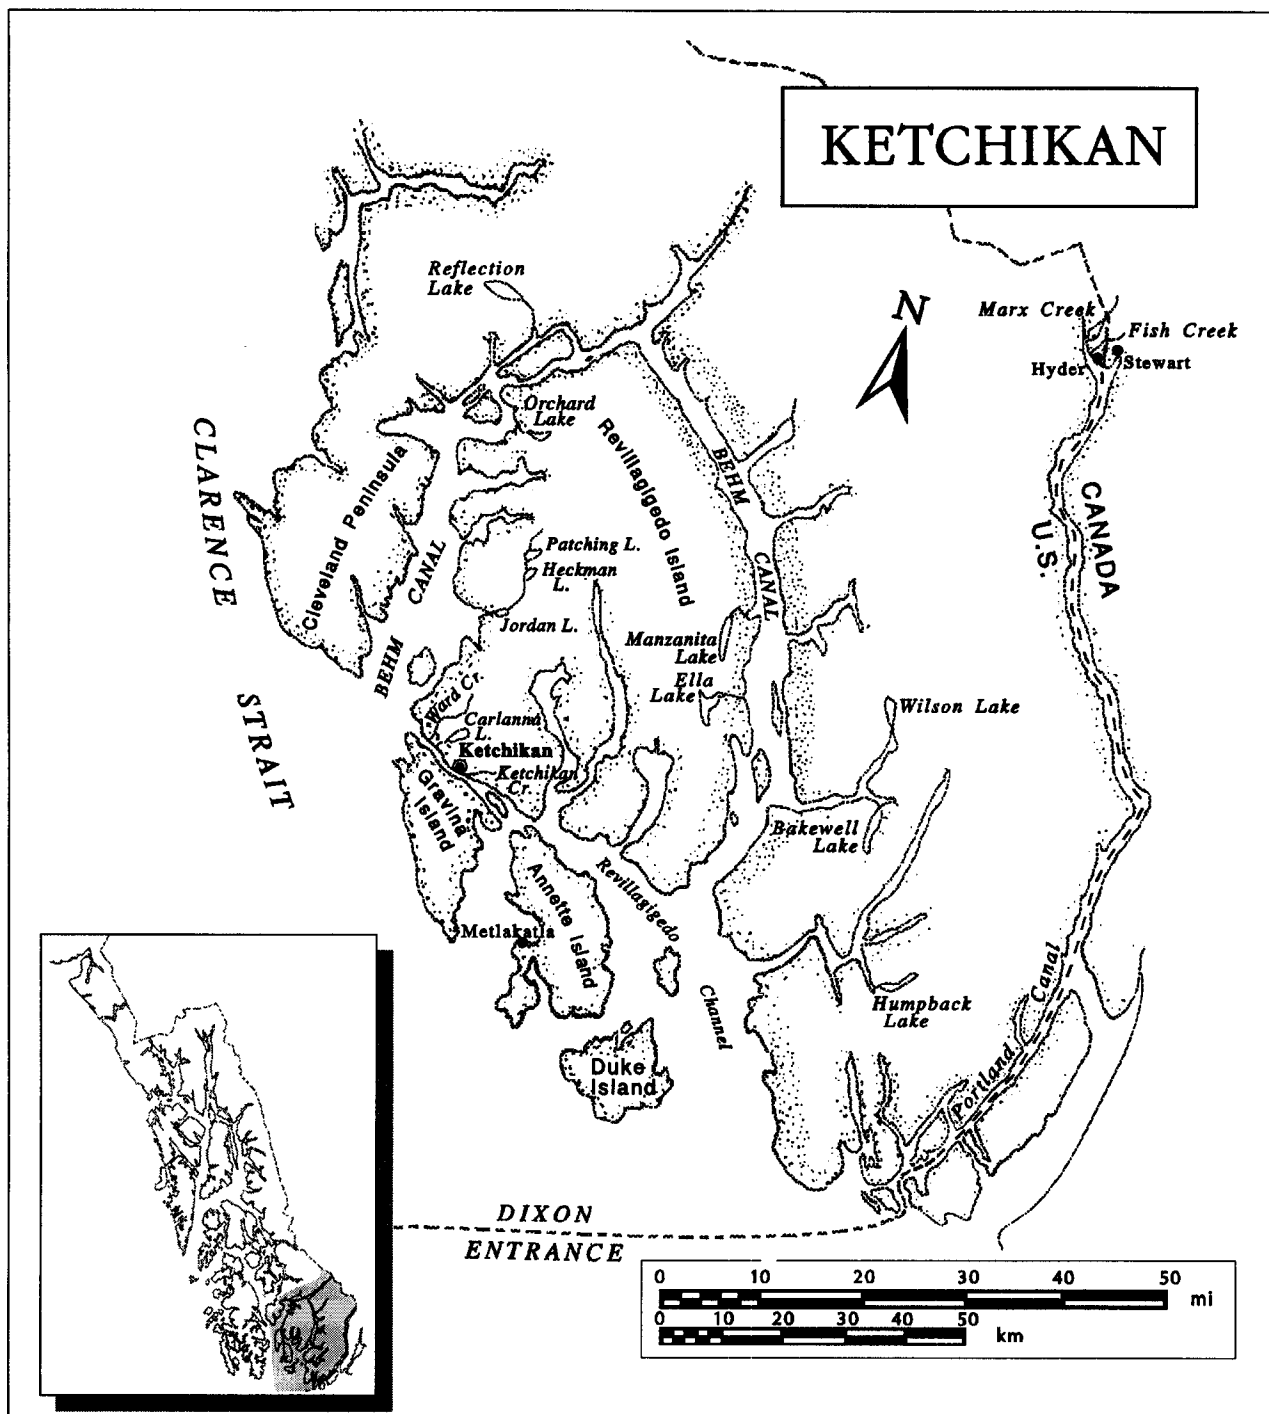 KETCHIKAN
Reflection
Lake
N
Marx Creek
Fish Creek
Hyder
Stewart
Orchard
Lake
CLARENCE
STRAIT
Cleveland Peninsula
Revillagigedo Island
BEHM
CANAL
BEHM
CANAL
CANADA
U.S.
Patching L.
Heckman
L.
Jordan L.
Manzanita
Lake
Ella
Lake
Ward Cr.
Carlanna
L.
Ketchikan
Ketchikan
Cr.
Wilson Lake
Gravina
Island
Bakewell
Lake
Annette
Island
Revillagigedo
Channel
Metlakatla
Humpback
Lake
Portland
Canal
Duke
Island
DIXON
ENTRANCE
0 10 20 30 40 50
mi
0 10 20 30 40 50
km